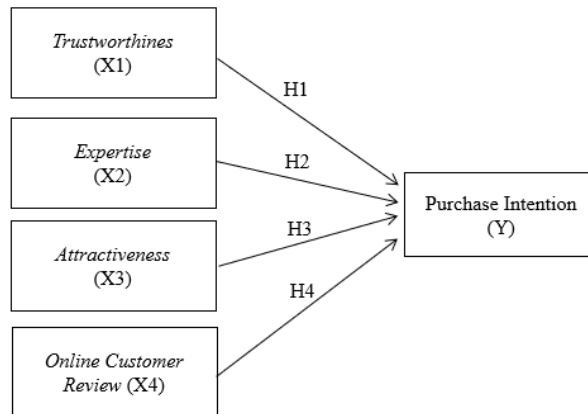 Trustworthines
(X1)
H1
Expertise
(X2)
H2
Purchase Intention
(Y)
H3
Attractiveness
(X3)
H4
Online Customer
Review (X4)